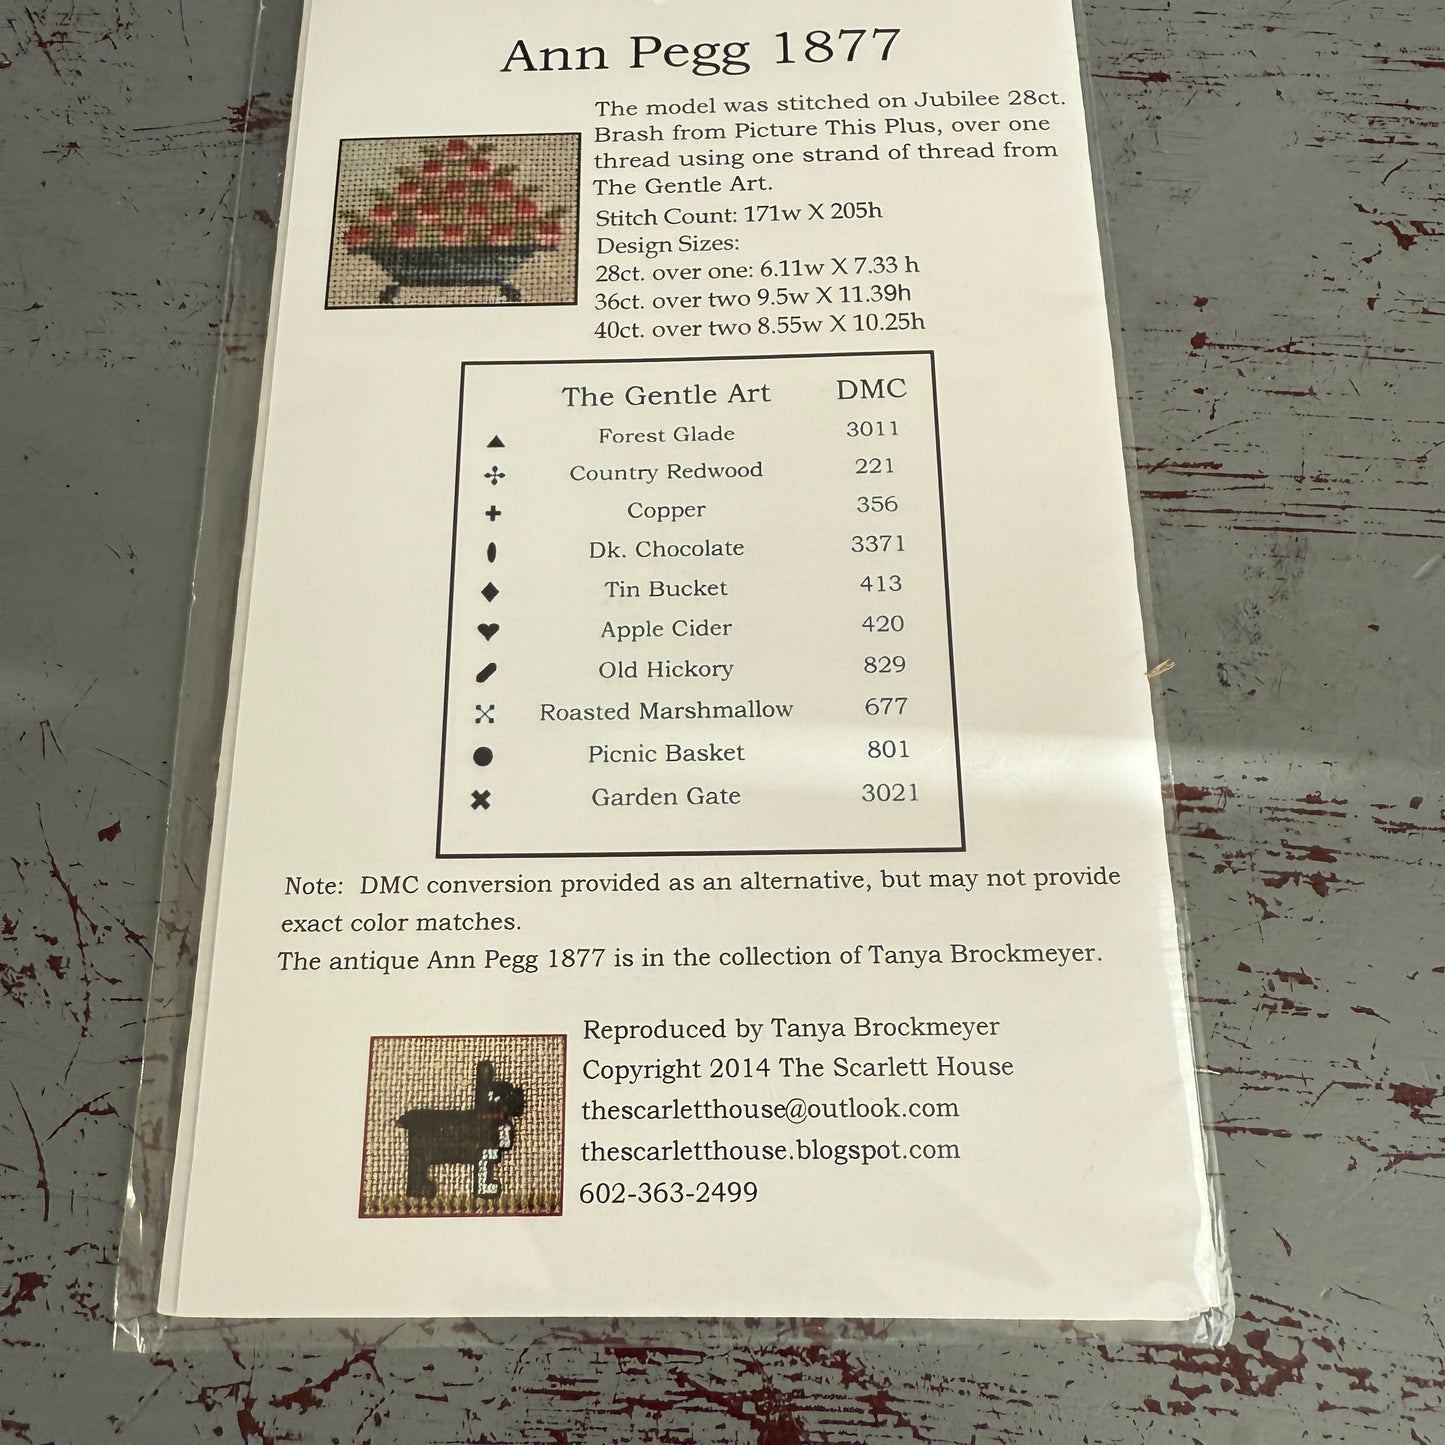 Ann Pegg 1877
The model was stitched on Jubilee 28ct.
Brash from Picture This Plus, over one
thread using one strand of thread from
The Gentle Art.
Stitch Count: 171w X 205h
Design Sizes:
28ct. over one: 6.11w X 7.33 h
36ct. over two 9.5w X 11.39h
40ct. over two 8.55w X 10.25h
The Gentle Art DMC
Forest Glade 3011
Country Redwood 221
Copper 356
Dk. Chocolate 3371
Tin Bucket 413
Apple Cider 420
Old Hickory 829
Roasted Marshmallow 677
Picnic Basket 801
Garden Gate 3021
Note: DMC conversion provided as an alternative, but may not provide
exact color matches.
The antique Ann Pegg 1877 is in the collection of Tanya Brockmeyer.
Reproduced by Tanya Brockmeyer
Copyright 2014 The Scarlett House
thescarletthouse@outlook.com
thescarletthouse.blogspot.com
602-363-2499